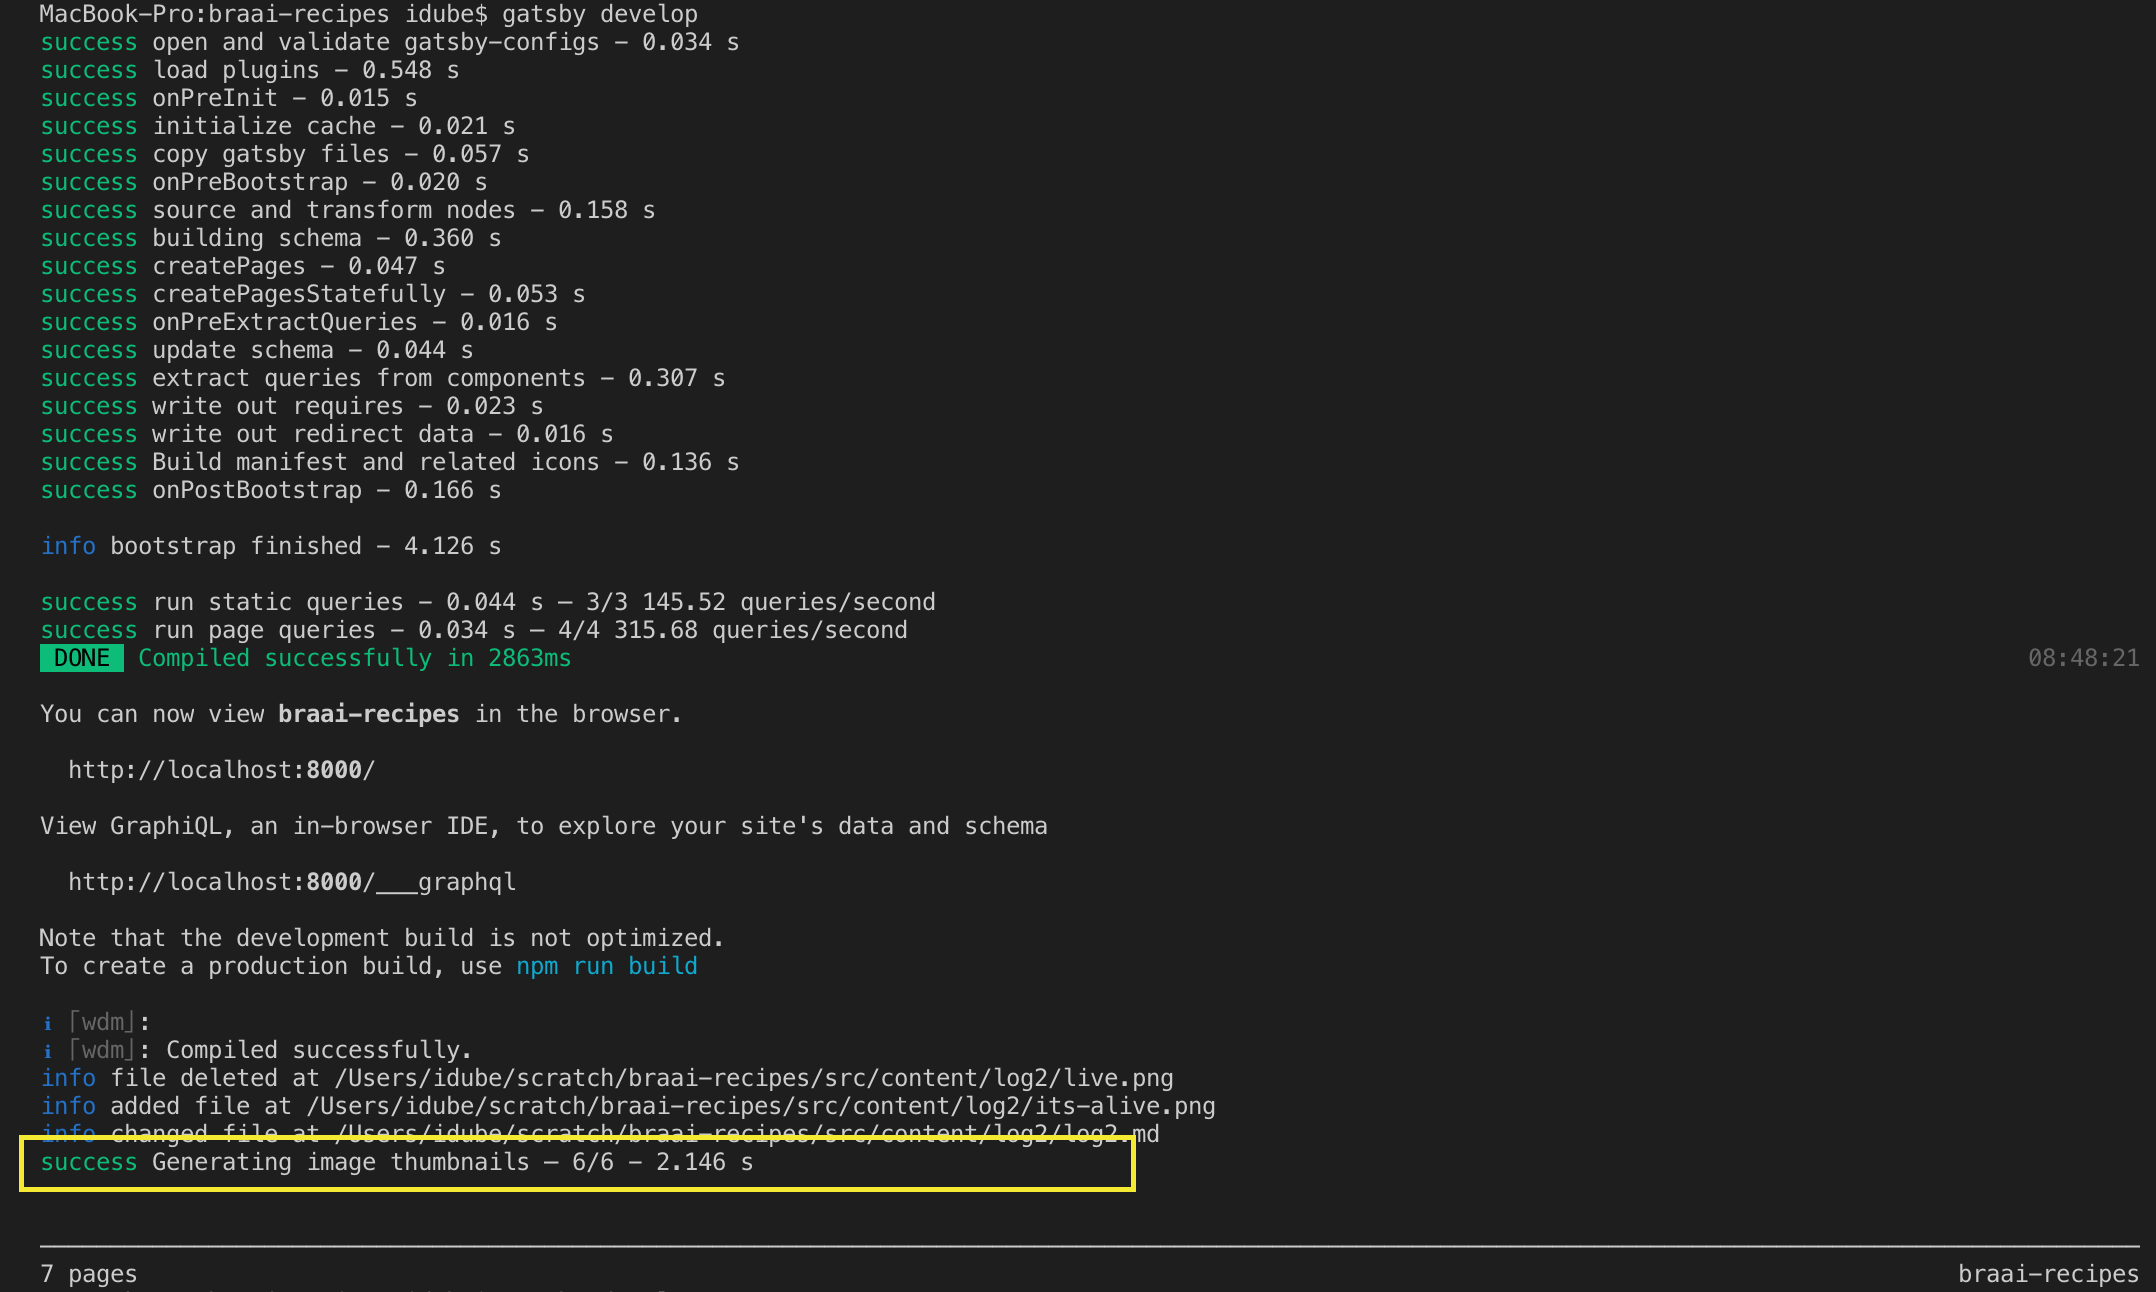 MacBook-Pro:braai-recipes idube$ gatsby develop
success open and validate gatsby-configs — 0.034 s
success load plugins — 0.548 s
success onPreInit — 0.015 s
success initialize cache — 0.021 s
success copy gatsby files — 0.057 s
success onPreBootstrap — 0.020 s
success source and transform nodes — 0.158 s
success building schema — 0.360 s
success createPages — 0.047 s
success createPagesStatefully — 0.053 s
success onPreExtractQueries — 0.016 s
success update schema — 0.044 s
success extract queries from components — 0.307 s
success write out requires — 0.023 s
success write out redirect data — 0.016 s
success Build manifest and related icons — 0.136 s
success onPostBootstrap — 0.166 s
info bootstrap finished - 4.126 s
success run static queries — 0.044 s — 3/3 145.52 queries/second
success run page queries — 0.034 s — 4/4 315.68 queries/second
DONE Compiled successfully in 2863ms 08:48:21
You can now view braai-recipes in the browser.
http://localhost:8000/
View GraphiQL, an in-browser IDE, to explore your site's data and schema
http://localhost:8000/___graphql
Note that the development build is not optimized.
To create a production build, use npm run build
ℹ ｢wdm｣:
ℹ ｢wdm｣: Compiled successfully.
info file deleted at /Users/idube/scratch/braai-recipes/src/content/log2/live.png
info added file at /Users/idube/scratch/braai-recipes/src/content/log2/its-alive.png
info changed file at /Users/idube/scratch/braai-recipes/src/content/log2/log2.md
success Generating image thumbnails — 6/6 - 2.146 s
7 pages braai-recipes